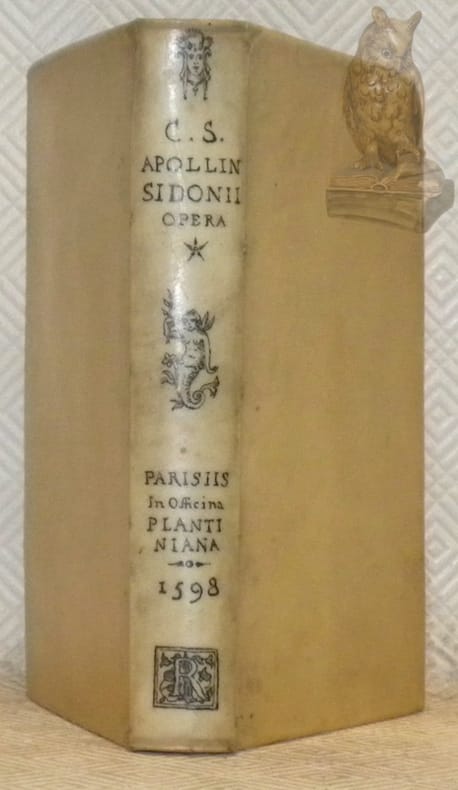 C. S.
APOLLIN
SIDONII
OPERA
PARISIIS
In Officina
PLANTI
NIANA
1598
R